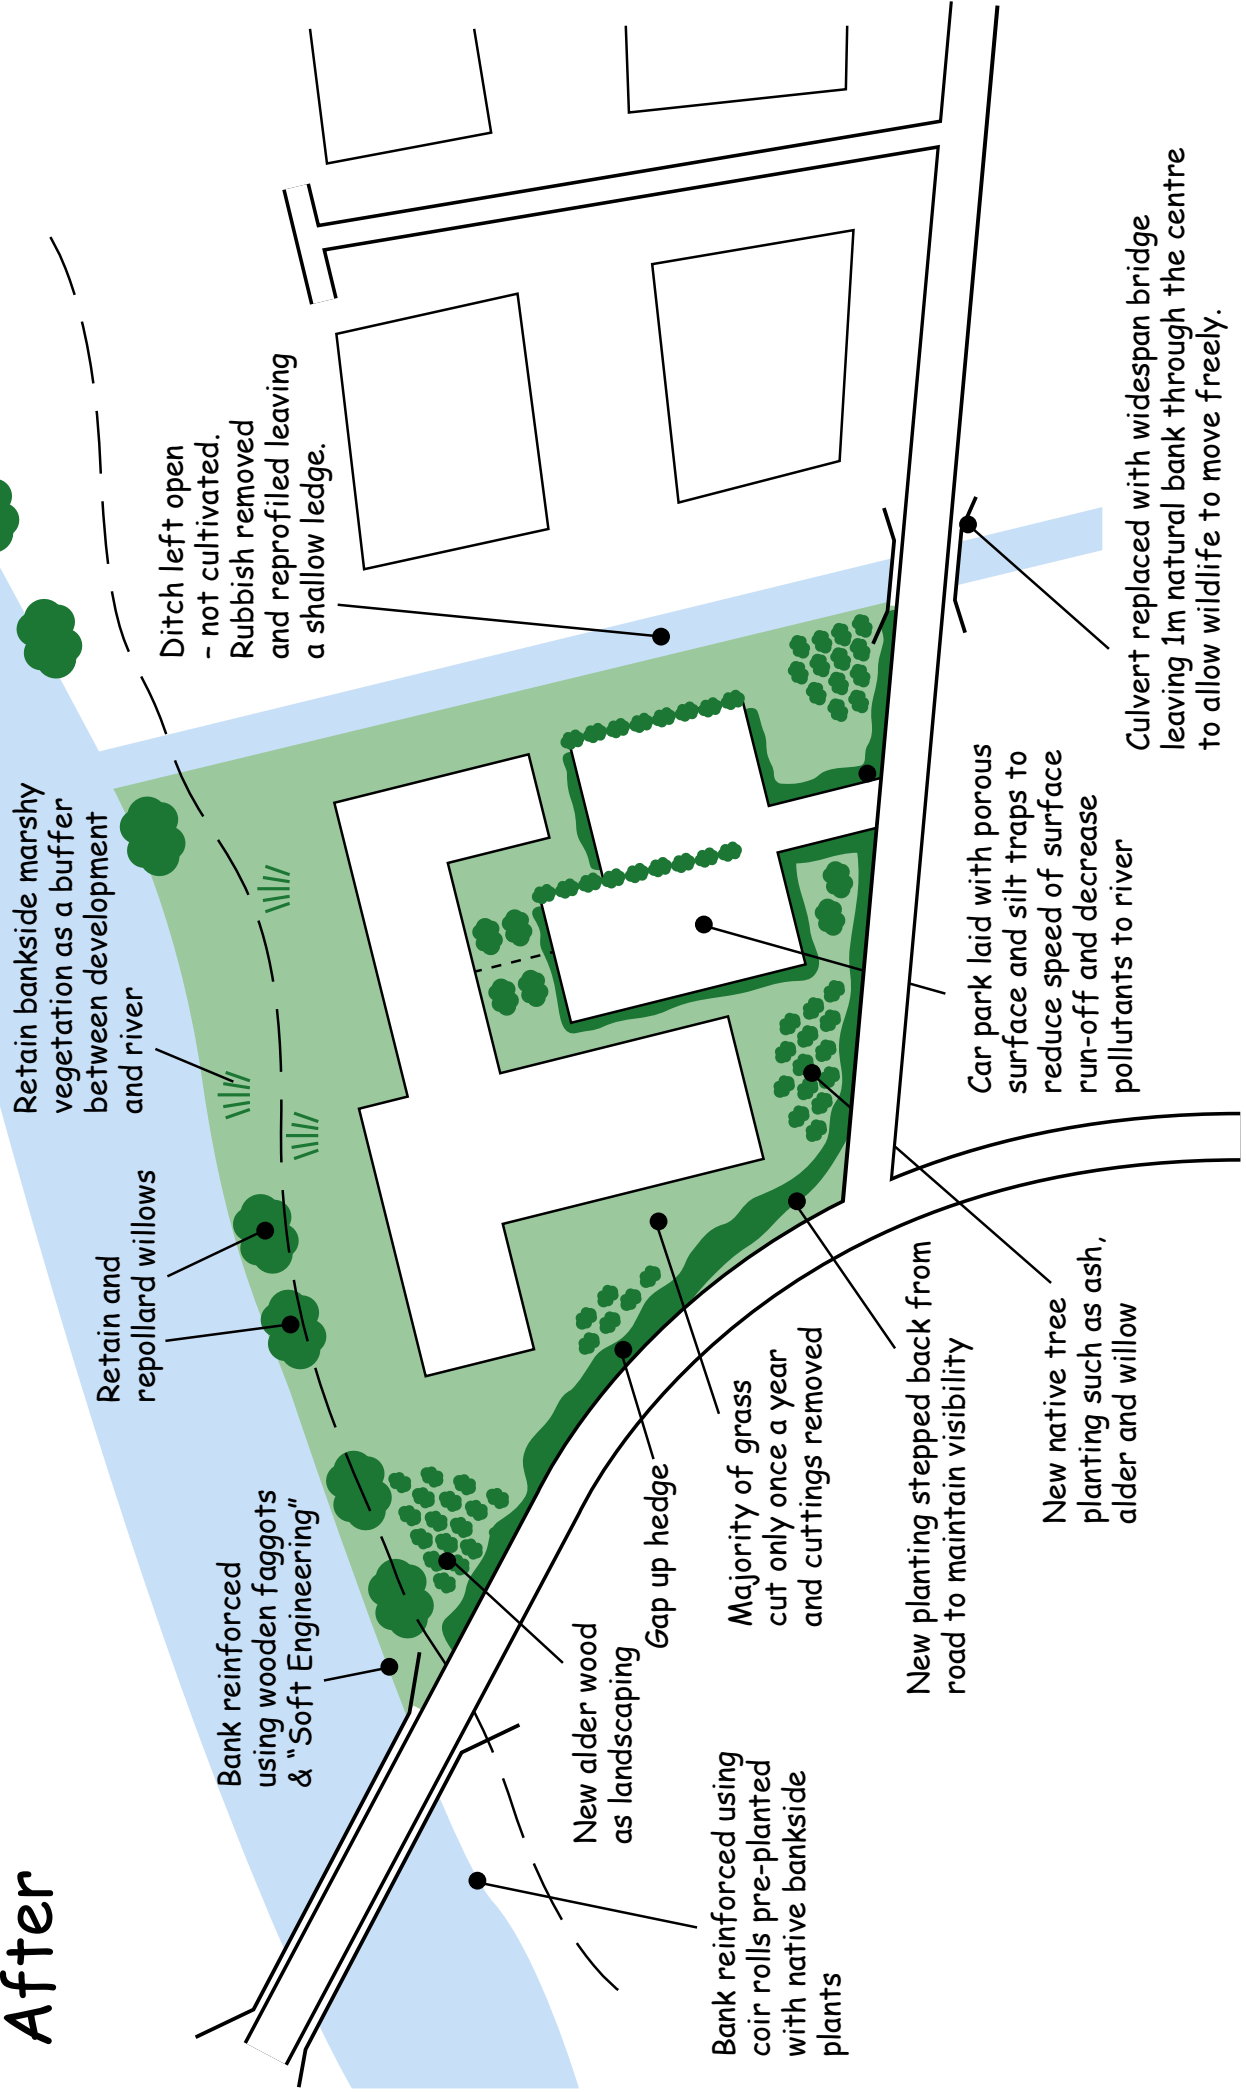 After
Retain bankside marshy
vegetation as a buffer
between development
and river
Retain and
repollard willows
Ditch left open
- not cultivated.
Rubbish removed
and reprofiled leaving
a shallow ledge.
Bank reinforced
using wooden faggots
& "Soft Engineering"
New alder wood
as landscaping
Gap up hedge
Bank reinforced using
coir rolls pre-planted
with native bankside
plants
Majority of grass
cut only once a year
and cuttings removed
New planting stepped back from
road to maintain visibility
Car park laid with porous
surface and silt traps to
reduce speed of surface
run-off and decrease
pollutants to river
New native tree
planting such as ash,
alder and willow
Culvert replaced with widespan bridge
leaving 1m natural bank through the centre
to allow wildlife to move freely.